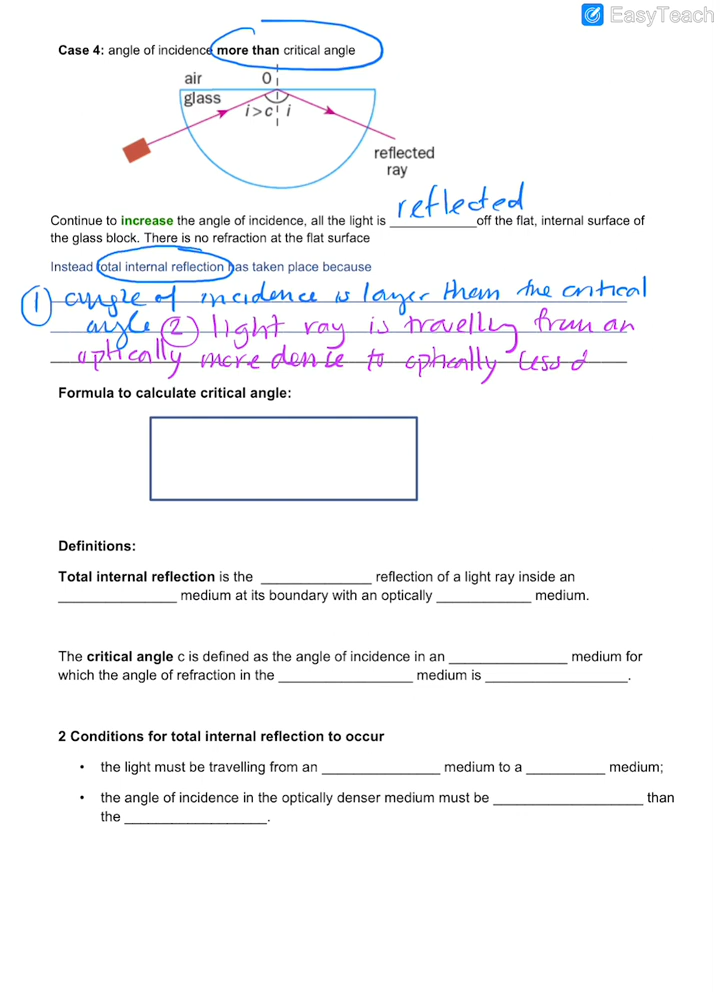 EasyTeach
Case 4: angle of incidence more than critical angle
air
0
glass
i>c
i
reflected
ray
reflected
Continue to increase the angle of incidence, all the light is ____________off the flat, internal surface of
the glass block. There is no refraction at the flat surface
Instead total internal reflection has taken place because
① angle of incidence is larger than the critical
angle ② light ray is travelling from an
optically more dense to optically less d
Formula to calculate critical angle:
Definitions:
Total internal reflection is the ______________ reflection of a light ray inside an
_______________ medium at its boundary with an optically ____________ medium.
The critical angle c is defined as the angle of incidence in an _______________ medium for
which the angle of refraction in the _________________ medium is __________________.
2 Conditions for total internal reflection to occur
• the light must be travelling from an _______________ medium to a __________ medium;
• the angle of incidence in the optically denser medium must be ___________________ than
the __________________.